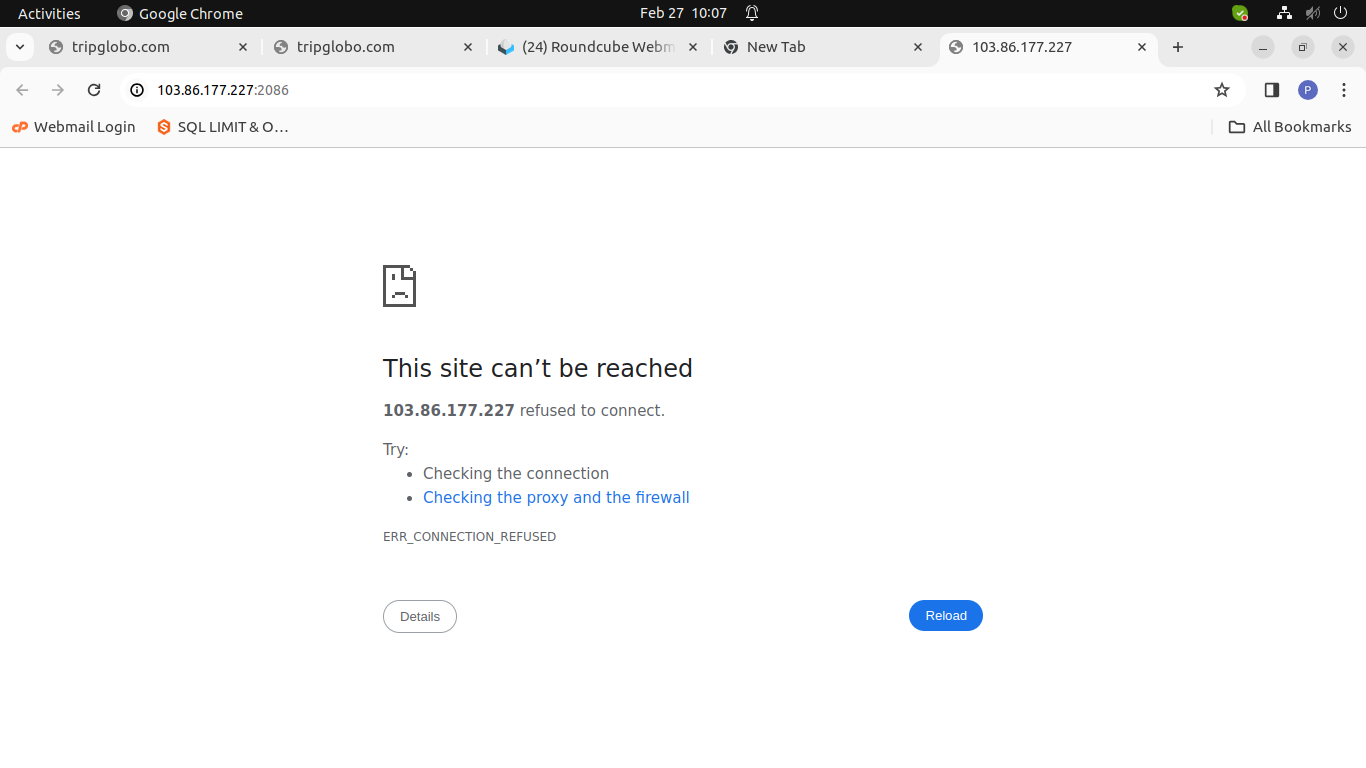 Activities
Google Chrome
Feb 27 10:07
tripglobo.com
tripglobo.com
(24) Roundcube Webm
New Tab
103.86.177.227
103.86.177.227:2086
P
Webmail Login
SQL LIMIT & O…
All Bookmarks
This site can’t be reached
103.86.177.227 refused to connect.
Try:
• Checking the connection
• Checking the proxy and the firewall
ERR_CONNECTION_REFUSED
Details
Reload